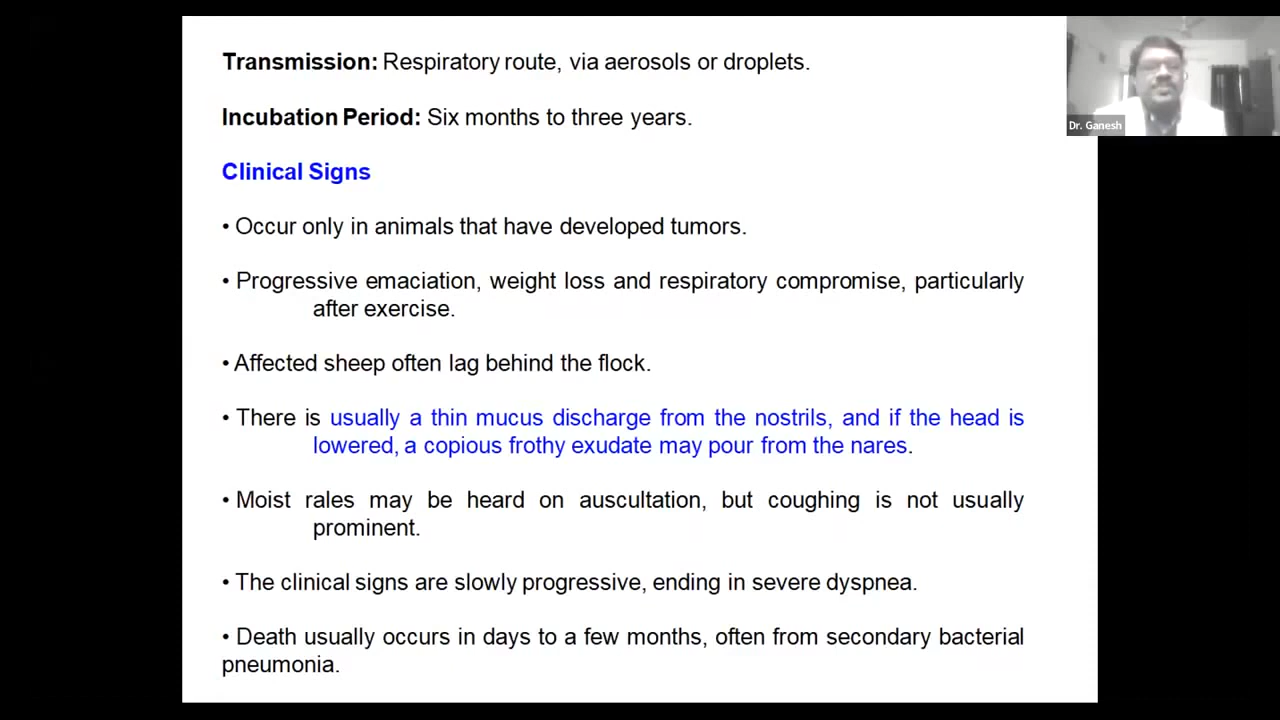 Transmission: Respiratory route, via aerosols or droplets.
Incubation Period: Six months to three years.
Clinical Signs
• Occur only in animals that have developed tumors.
• Progressive emaciation, weight loss and respiratory compromise, particularly
after exercise.
• Affected sheep often lag behind the flock.
• There is usually a thin mucus discharge from the nostrils, and if the head is
lowered, a copious frothy exudate may pour from the nares.
• Moist rales may be heard on auscultation, but coughing is not usually
prominent.
• The clinical signs are slowly progressive, ending in severe dyspnea.
• Death usually occurs in days to a few months, often from secondary bacterial
pneumonia.
Dr. Ganesh